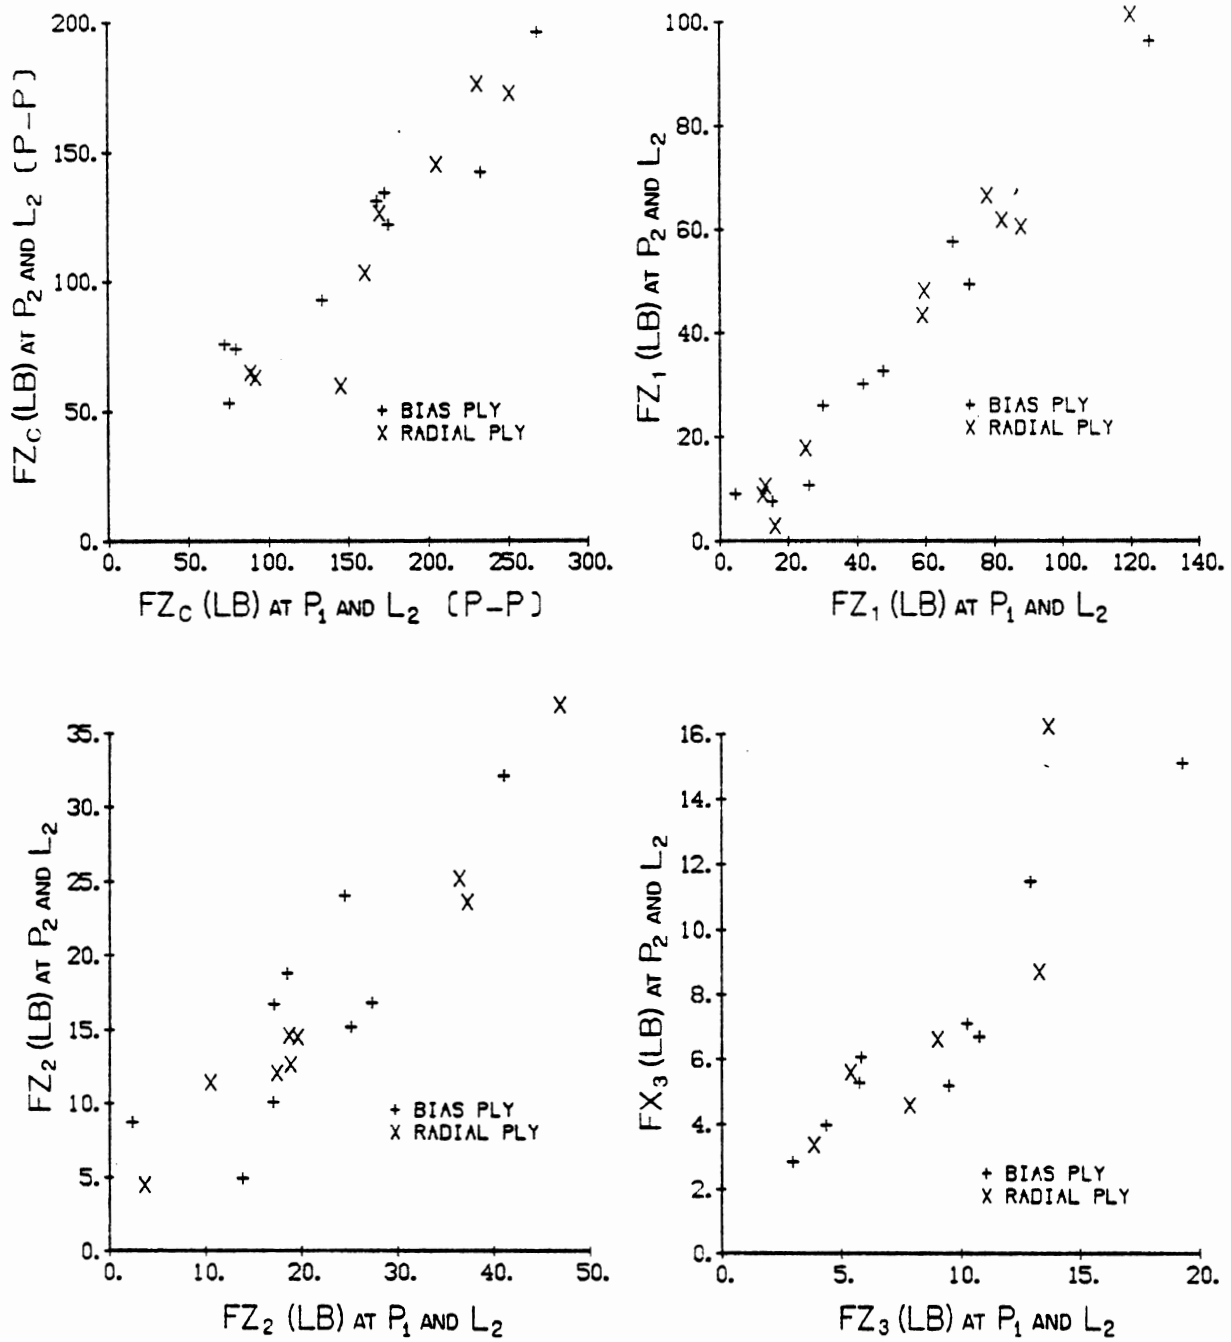 200.
150.
100.
50.
0.
FZC (LB) AT P2 AND L2 (P-P)
+ BIAS PLY
X RADIAL PLY
0. 50. 100. 150. 200. 250. 300.
FZC (LB) AT P1 AND L2 (P-P)
100.
80.
60.
40.
20.
0.
FZ1 (LB) AT P2 AND L2
+ BIAS PLY
X RADIAL PLY
0. 20. 40. 60. 80. 100. 120. 140.
FZ1 (LB) AT P1 AND L2
35.
30.
25.
20.
15.
10.
5.
0.
FZ2 (LB) AT P2 AND L2
+ BIAS PLY
X RADIAL PLY
0. 10. 20. 30. 40. 50.
FZ2 (LB) AT P1 AND L2
16.
14.
12.
10.
8.
6.
4.
2.
0.
FX3 (LB) AT P2 AND L2
+ BIAS PLY
X RADIAL PLY
0. 5. 10. 15. 20.
FZ3 (LB) AT P1 AND L2